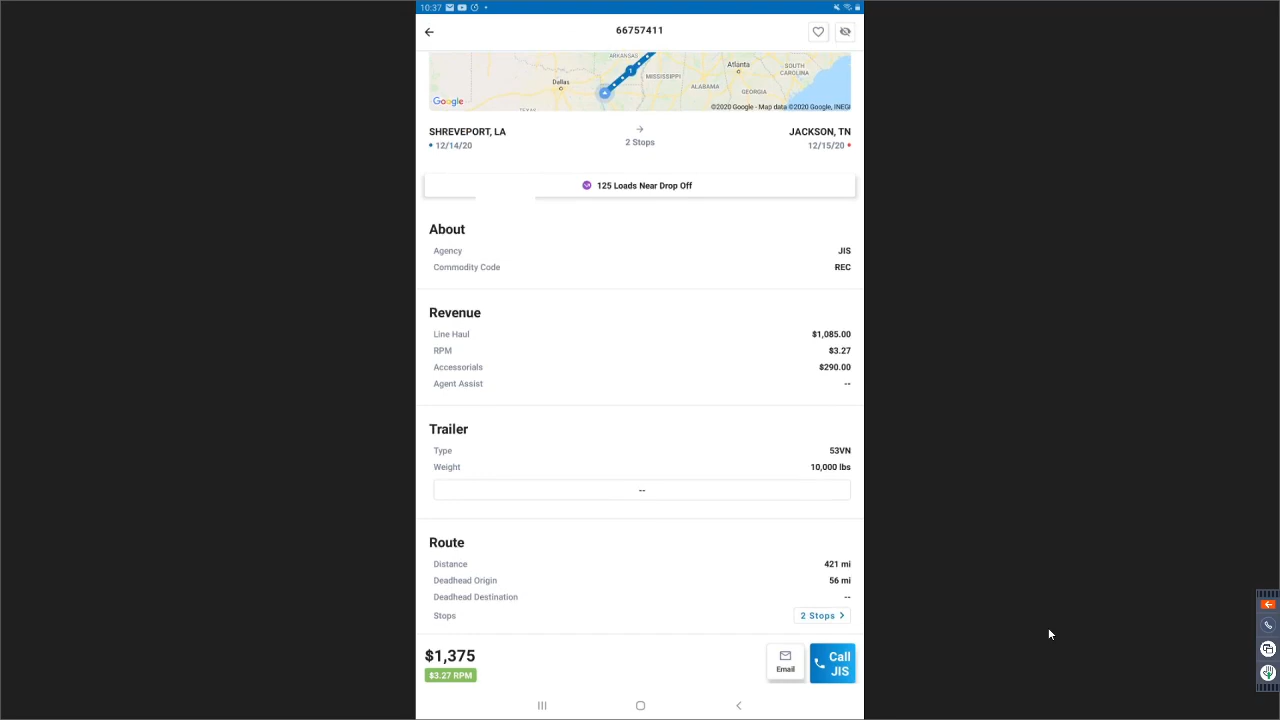 10:37
66757411
ARKANSAS
1
MISSISSIPPI
Dallas
Atlanta
SOUTH
CAROLINA
ALABAMA
GEORGIA
TEXAS
Google
©2020 Google - Map data ©2020 Google, INEGI
SHREVEPORT, LA
JACKSON, TN
2 Stops
12/14/20
12/15/20
125 Loads Near Drop Off
About
Agency JIS
Commodity Code REC
Revenue
Line Haul $1,085.00
RPM $3.27
Accessorials $290.00
Agent Assist --
Trailer
Type 53VN
Weight 10,000 lbs
--
Route
Distance 421 mi
Deadhead Origin 56 mi
Deadhead Destination --
Stops 2 Stops
$1,375
$3.27 RPM
Email
Call
JIS